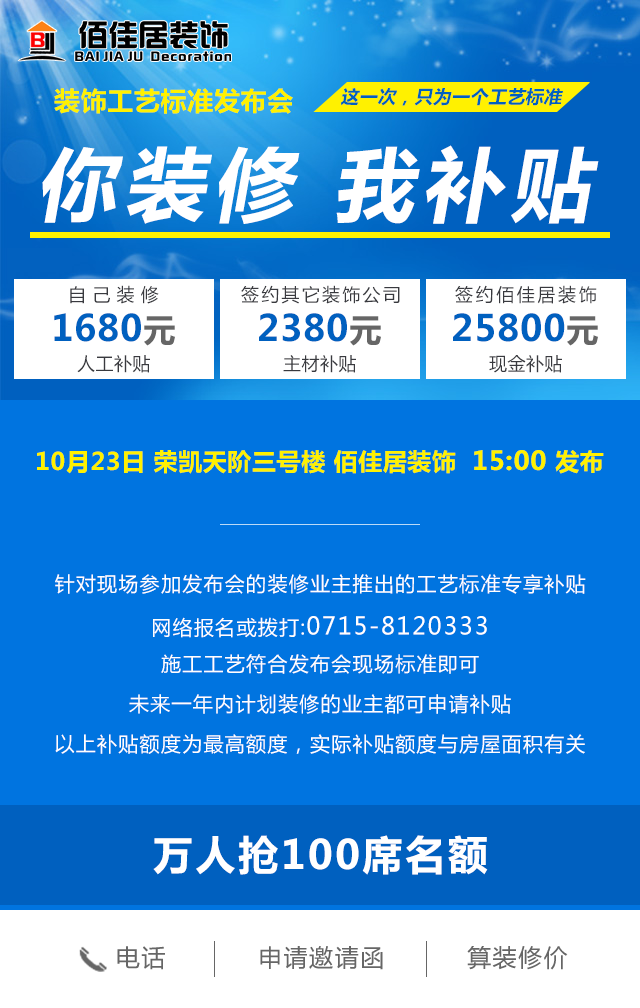 佰佳居装饰
BAI JIA JU Decoration
装饰工艺标准发布会
这一次，只为一个工艺标准
你装修 我补贴
自己装修
1680元
人工补贴
签约其它装饰公司
2380元
主材补贴
签约佰佳居装饰
25800元
现金补贴
10月23日 荣凯天阶三号楼 佰佳居装饰 15:00 发布
针对现场参加发布会的装修业主推出的工艺标准专享补贴
网络报名或拨打:0715-8120333
施工工艺符合发布会现场标准即可
未来一年内计划装修的业主都可申请补贴
以上补贴额度为最高额度，实际补贴额度与房屋面积有关
万人抢100席名额
电话
申请邀请函
算装修价